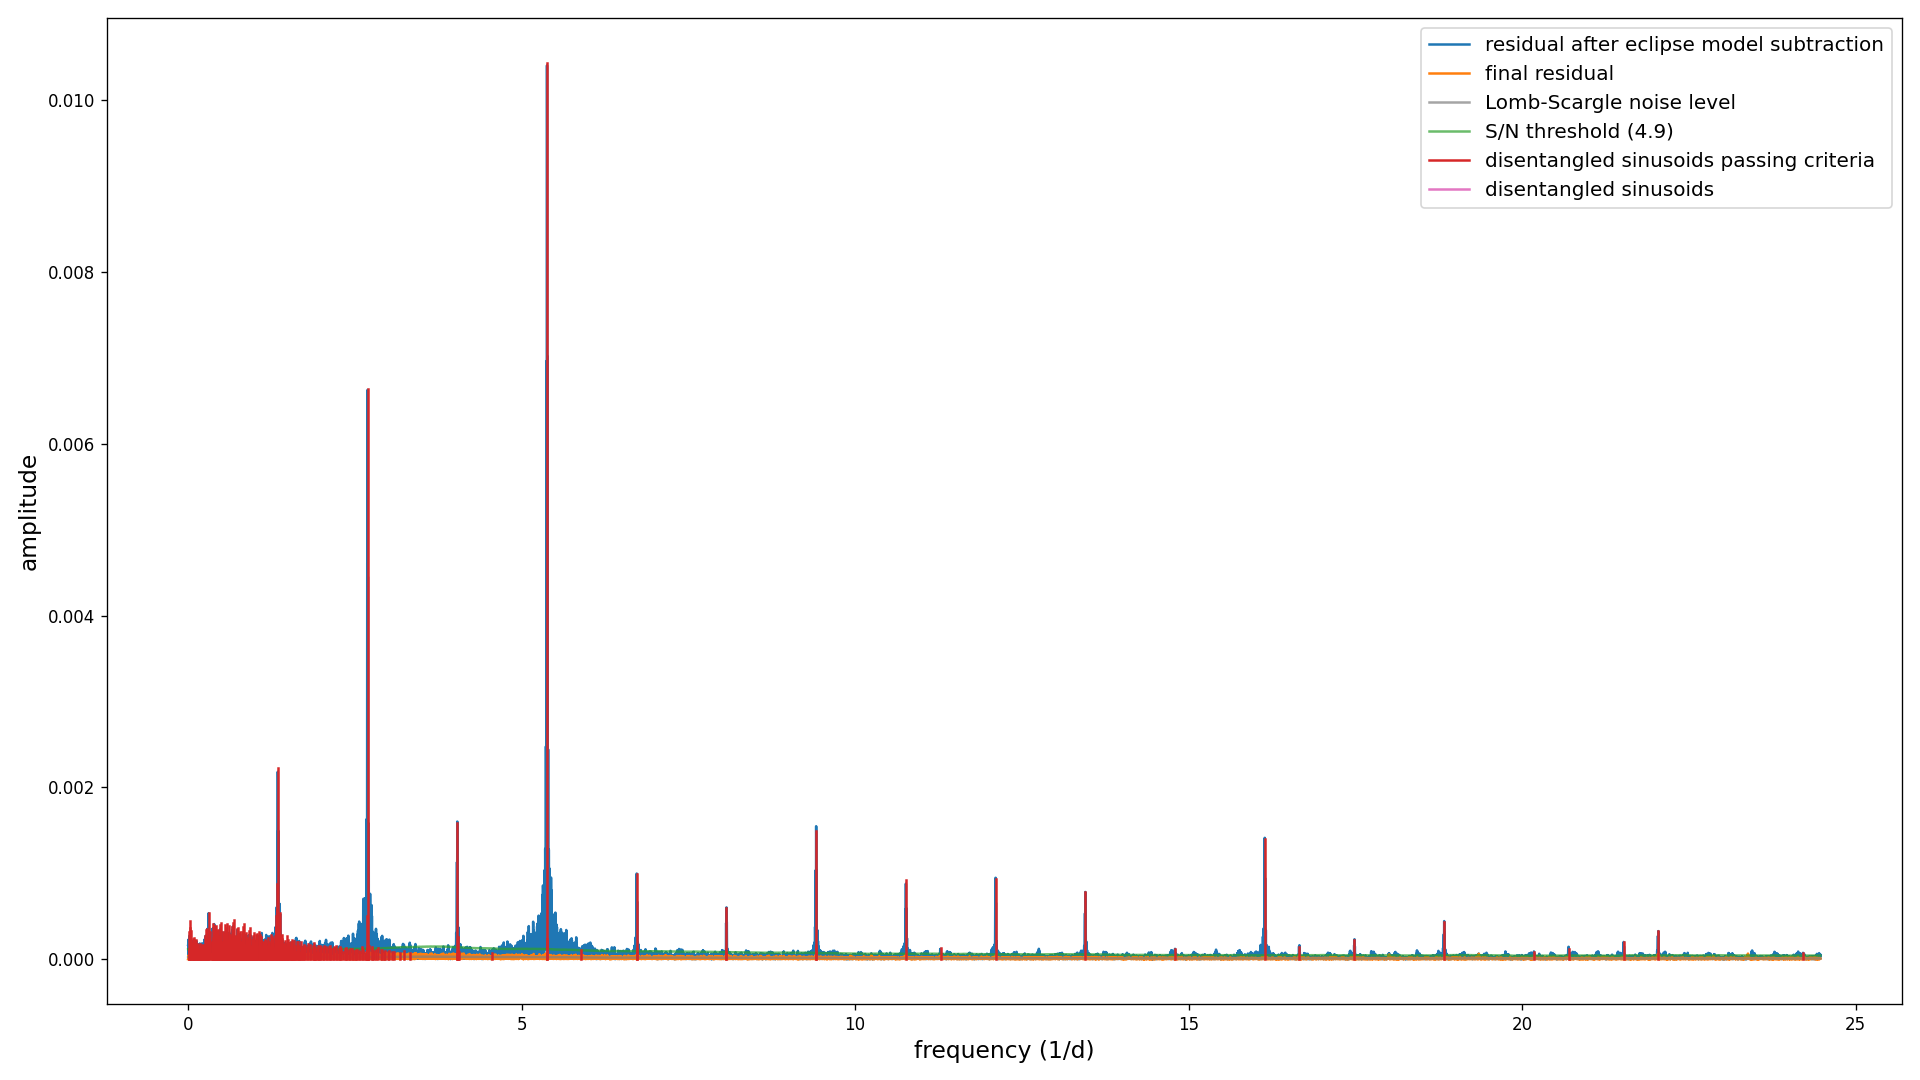 residual after eclipse model subtraction
final residual
Lomb-Scargle noise level
S/N threshold (4.9)
disentangled sinusoids passing criteria
disentangled sinusoids
0.010
0.008
0.006
0.004
0.002
0.000
amplitude
0 5 10 15 20 25
frequency (1/d)